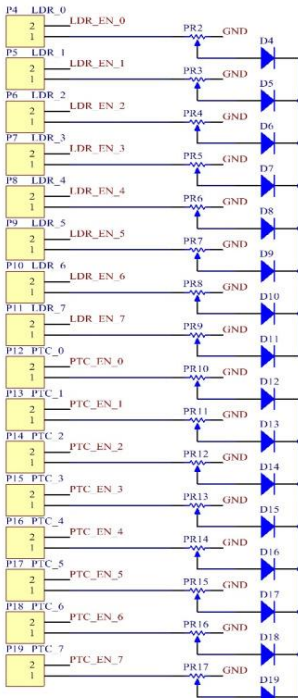 P4 LDR_0
2 LDR_EN_0
1 PR2 GND
D4
P5 LDR_1
2 LDR_EN_1
1 PR3 GND
D5
P6 LDR_2
2 LDR_EN_2
1 PR4 GND
D6
P7 LDR_3
2 LDR_EN_3
1 PR5 GND
D7
P8 LDR_4
2 LDR_EN_4
1 PR6 GND
D8
P9 LDR_5
2 LDR_EN_5
1 PR7 GND
D9
P10 LDR_6
2 LDR_EN_6
1 PR8 GND
D10
P11 LDR_7
2 LDR_EN_7
1 PR9 GND
D11
P12 PTC_0
2 PTC_EN_0
1 PR10 GND
D12
P13 PTC_1
2 PTC_EN_1
1 PR11 GND
D13
P14 PTC_2
2 PTC_EN_2
1 PR12 GND
D14
P15 PTC_3
2 PTC_EN_3
1 PR13 GND
D15
P16 PTC_4
2 PTC_EN_4
1 PR14 GND
D16
P17 PTC_5
2 PTC_EN_5
1 PR15 GND
D17
P18 PTC_6
2 PTC_EN_6
1 PR16 GND
D18
P19 PTC_7
2 PTC_EN_7
1 PR17 GND
D19